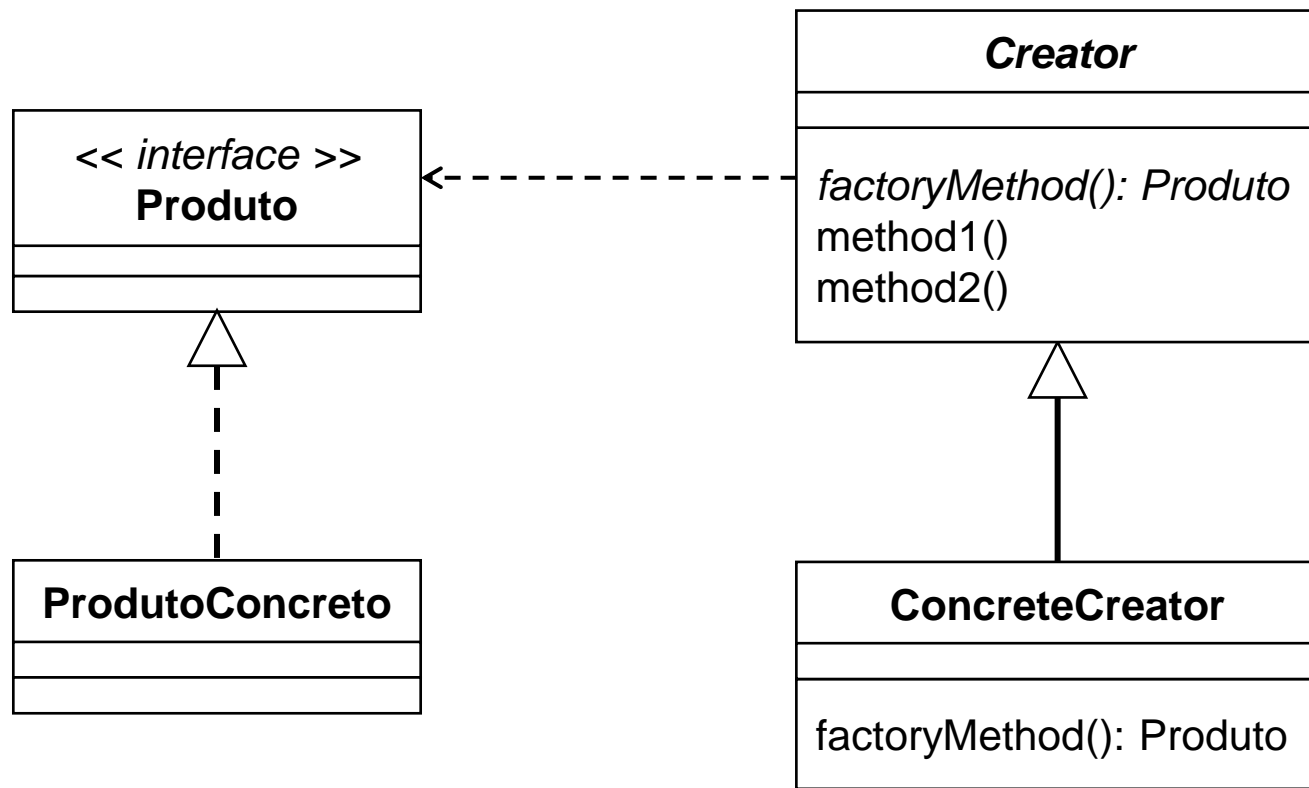 << interface >>
Produto
Creator
factoryMethod(): Produto
method1()
method2()
ProdutoConcreto
ConcreteCreator
factoryMethod(): Produto